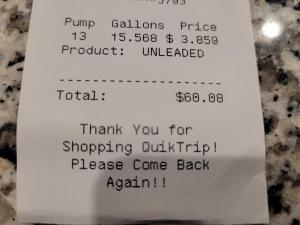 Pump Gallons Price
13 15.568 $ 3.859
Product: UNLEADED
---------------------
Total: $60.08
Thank You for
Shopping QuikTrip!
Please Come Back
Again!!